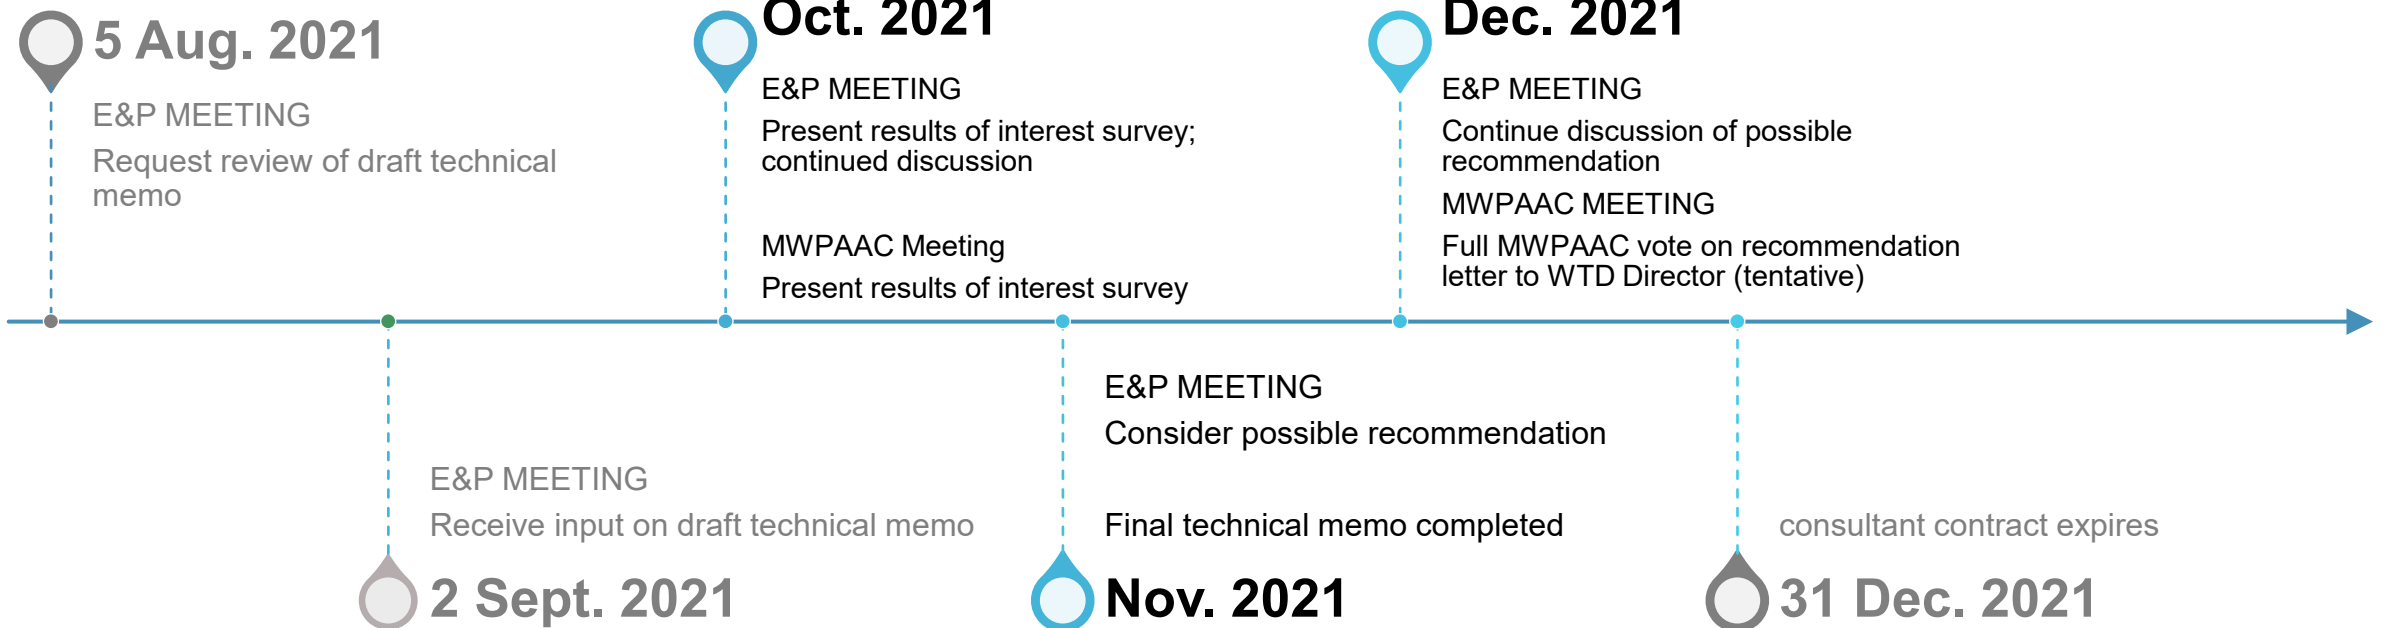 5 Aug. 2021
E&P MEETING
Request review of draft technical
memo
E&P MEETING
Receive input on draft technical memo
2 Sept. 2021
Oct. 2021
E&P MEETING
Present results of interest survey;
continued discussion
MWPAAC Meeting
Present results of interest survey
E&P MEETING
Consider possible recommendation
Final technical memo completed
Nov. 2021
Dec. 2021
E&P MEETING
Continue discussion of possible
recommendation
MWPAAC MEETING
Full MWPAAC vote on recommendation
letter to WTD Director (tentative)
consultant contract expires
31 Dec. 2021